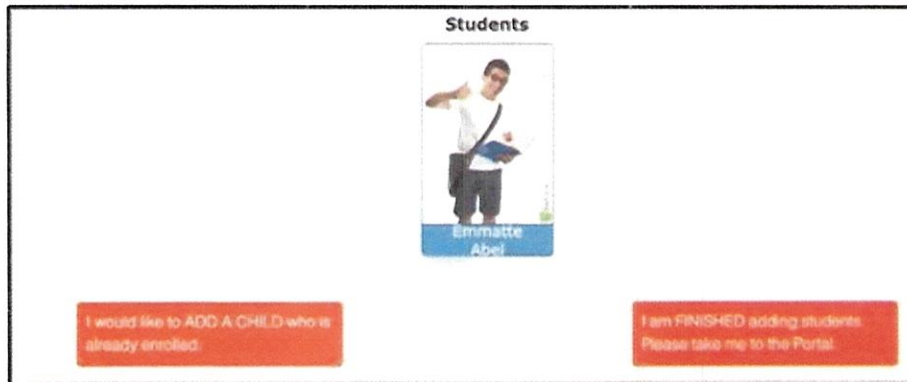 Students
Emmatte
Abel
I would like to ADD A CHILD who is
already enrolled.
I am FINISHED adding students.
Please take me to the Portal.